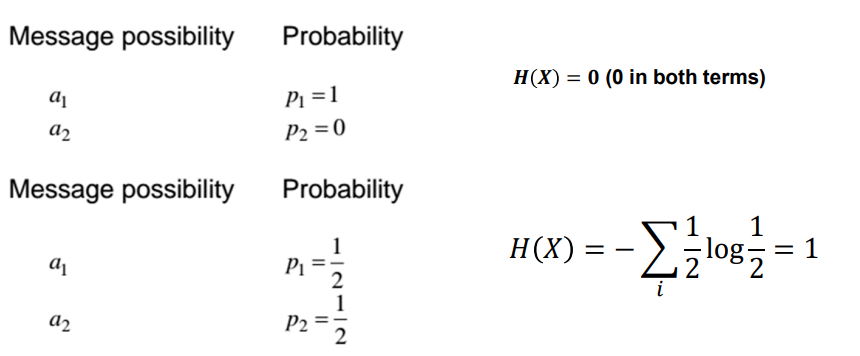 Message possibility Probability
a₁ p₁ = 1
H(X) = 0 (0 in both terms)
a₂ p₂ = 0
Message possibility Probability
a₁ p₁ = 1/2
H(X) = − ∑ᵢ 1/2 log 1/2 = 1
a₂ p₂ = 1/2